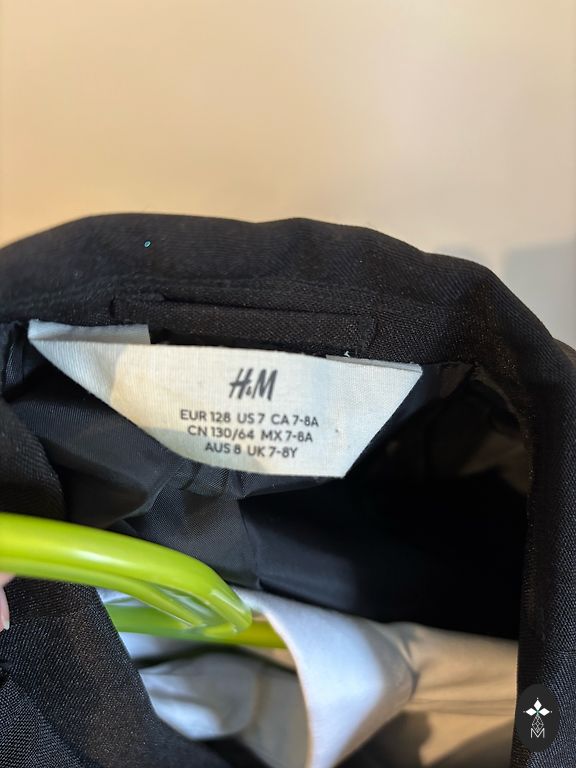 H&M
EUR 128 US 7 CA 7-8A
CN 130/64 MX 7-8A
AUS 8 UK 7-8Y
M